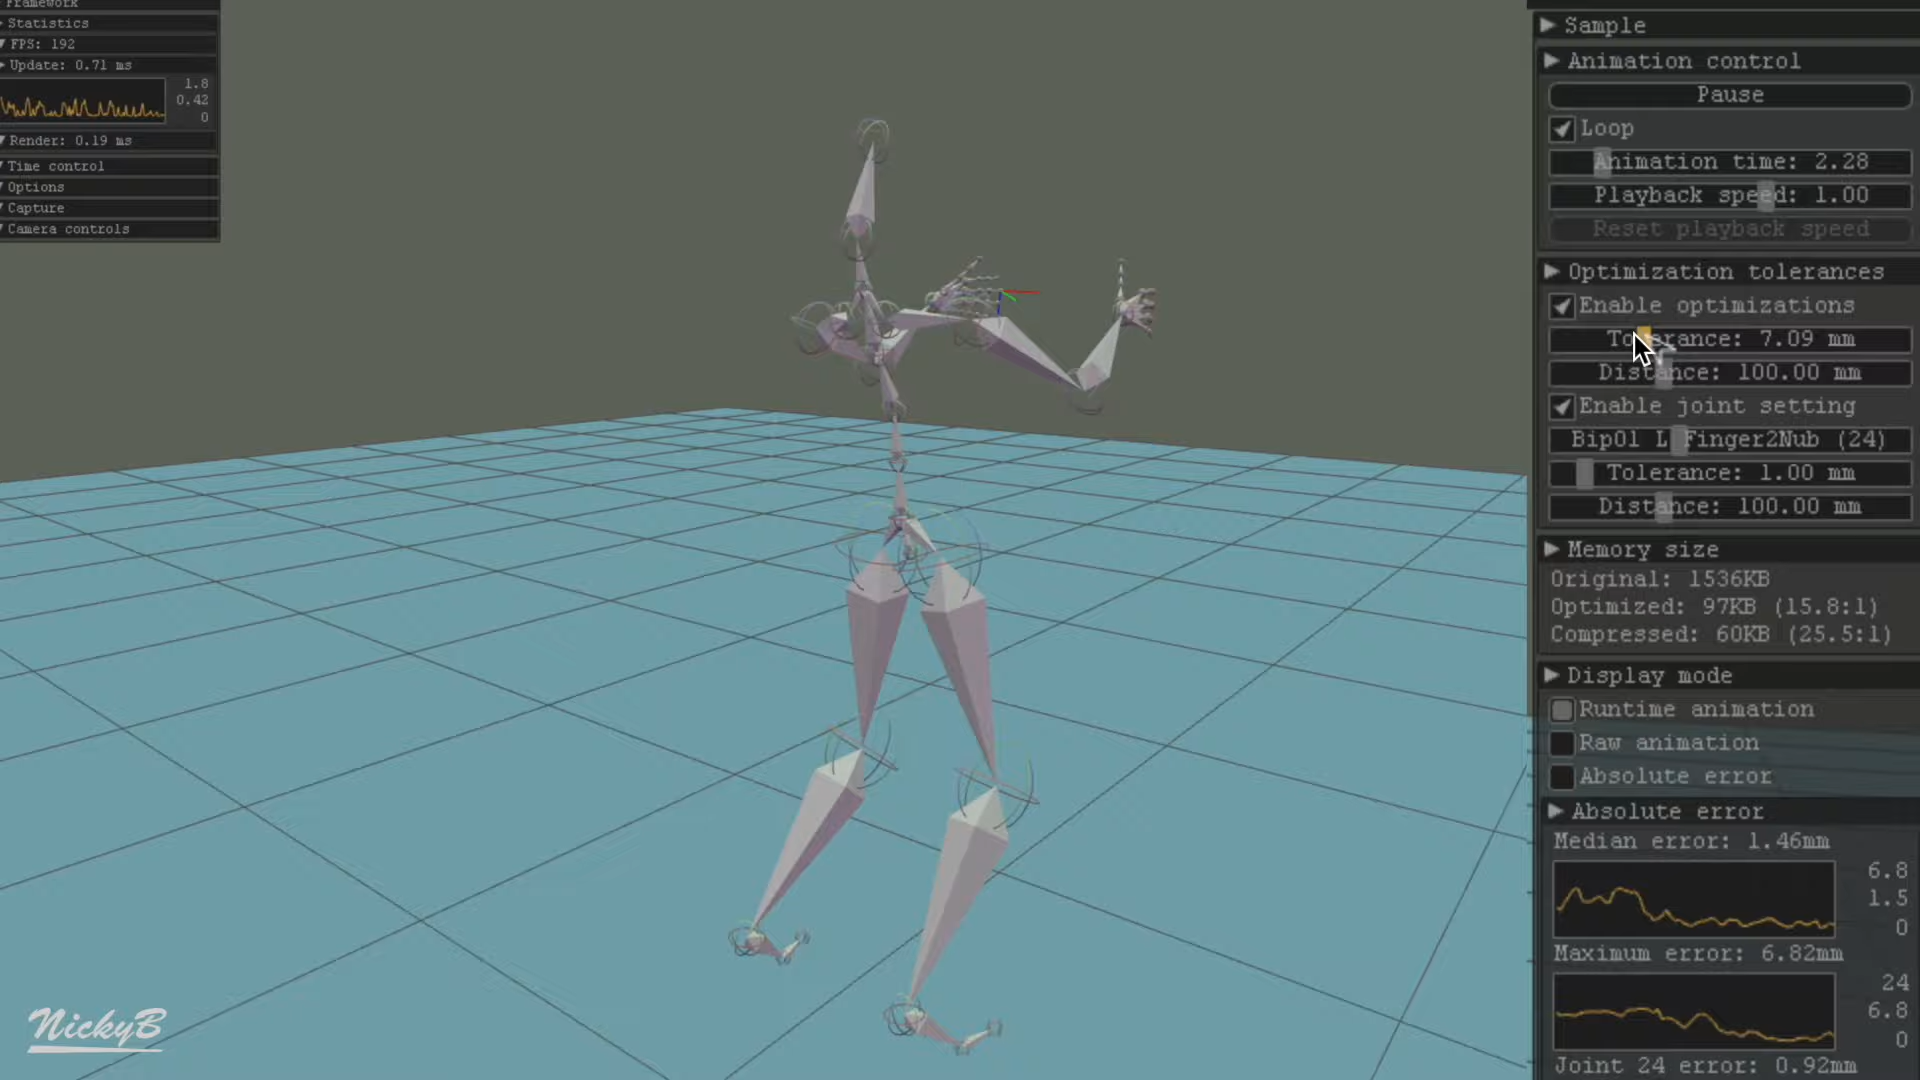 Framework
Statistics
FPS: 192
Update: 0.71 ms
1.8
0.42
0
Render: 0.19 ms
Time control
Options
Capture
Camera controls
Sample
Animation control
Pause
Loop
Animation time: 2.28
Playback speed: 1.00
Reset playback speed
Optimization tolerances
Enable optimizations
Tolerance: 7.09 mm
Distance: 100.00 mm
Enable joint setting
Bip01 L Finger2Nub (24)
Tolerance: 1.00 mm
Distance: 100.00 mm
Memory size
Original: 1536KB
Optimized: 97KB (15.8:1)
Compressed: 60KB (25.5:1)
Display mode
Runtime animation
Raw animation
Absolute error
Absolute error
Median error: 1.46mm
6.8
1.5
0
Maximum error: 6.82mm
24
6.8
0
Joint 24 error: 0.92mm
NickyB